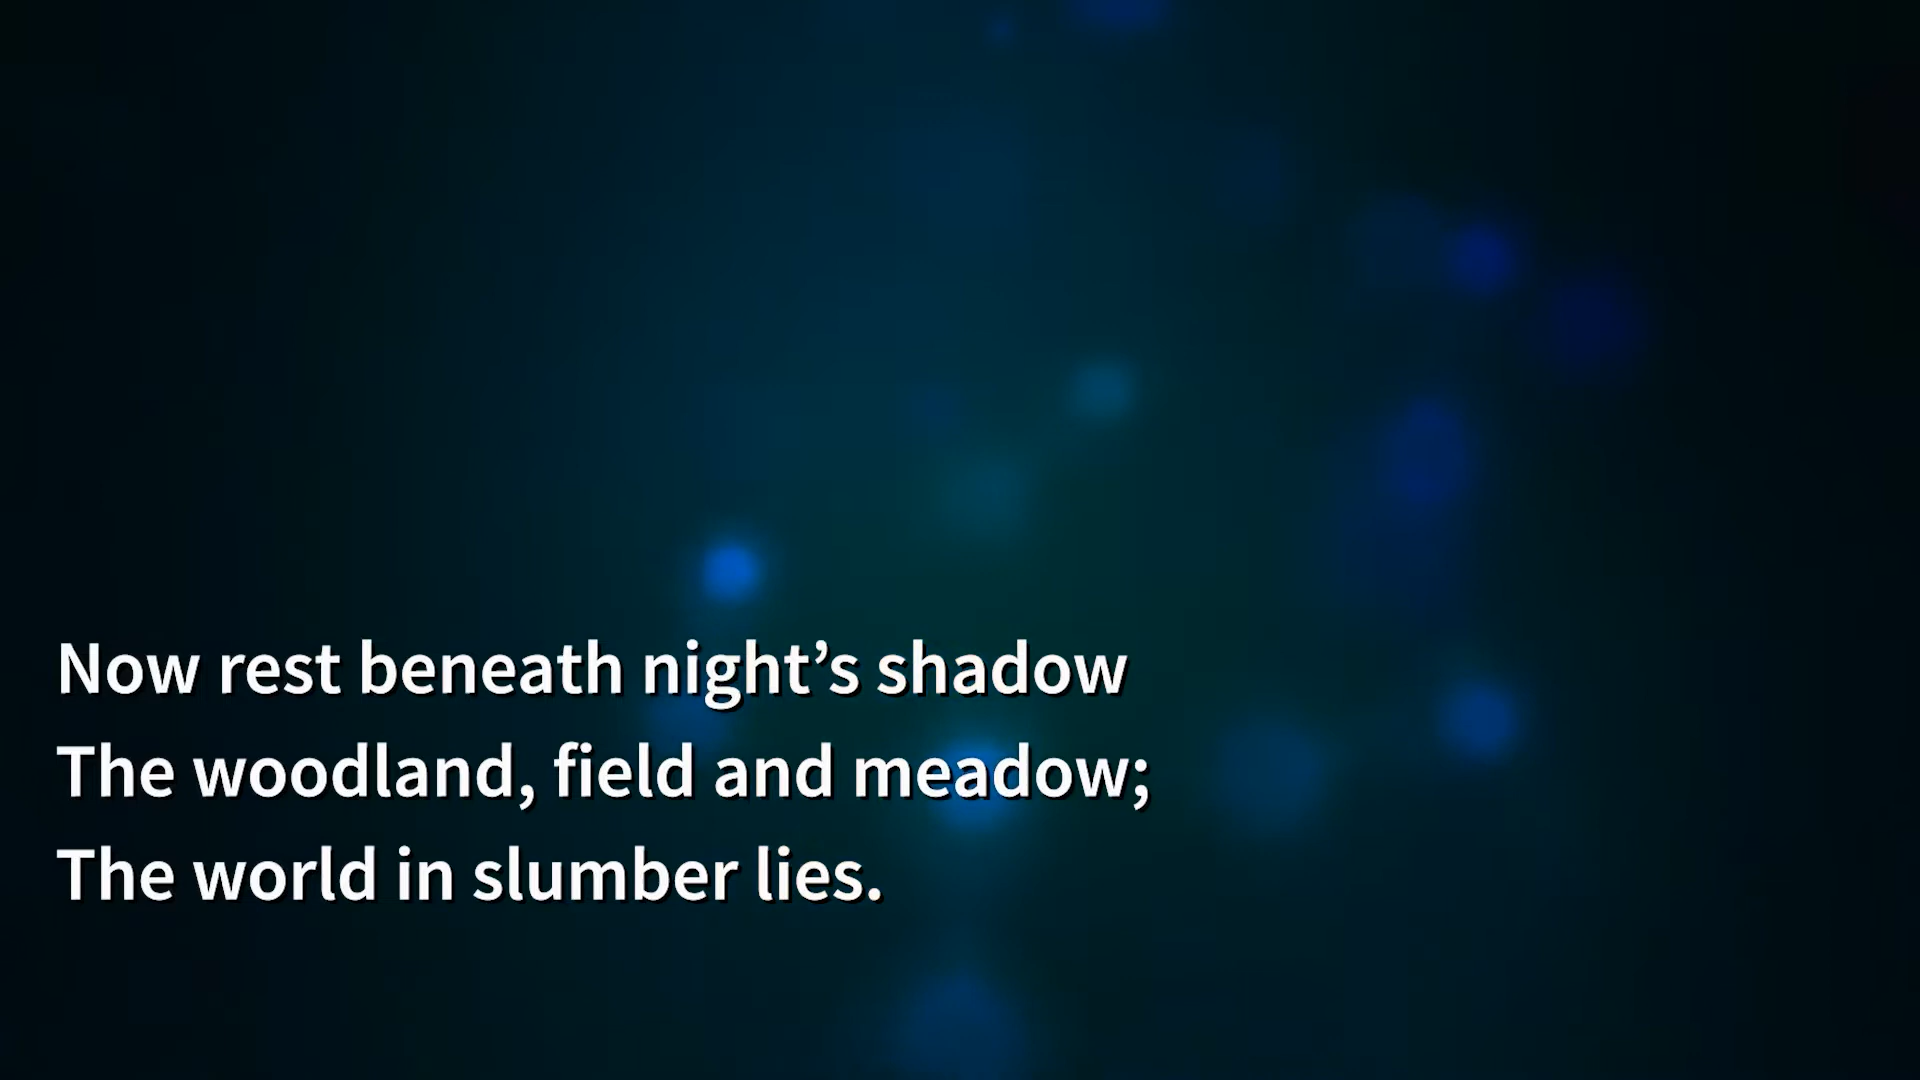 Now rest beneath night’s shadow
The woodland, field and meadow;
The world in slumber lies.